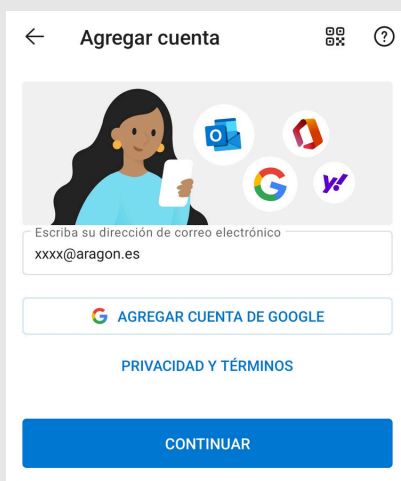 Agregar cuenta
Escriba su dirección de correo electrónico
xxxx@aragon.es
AGREGAR CUENTA DE GOOGLE
PRIVACIDAD Y TÉRMINOS
CONTINUAR